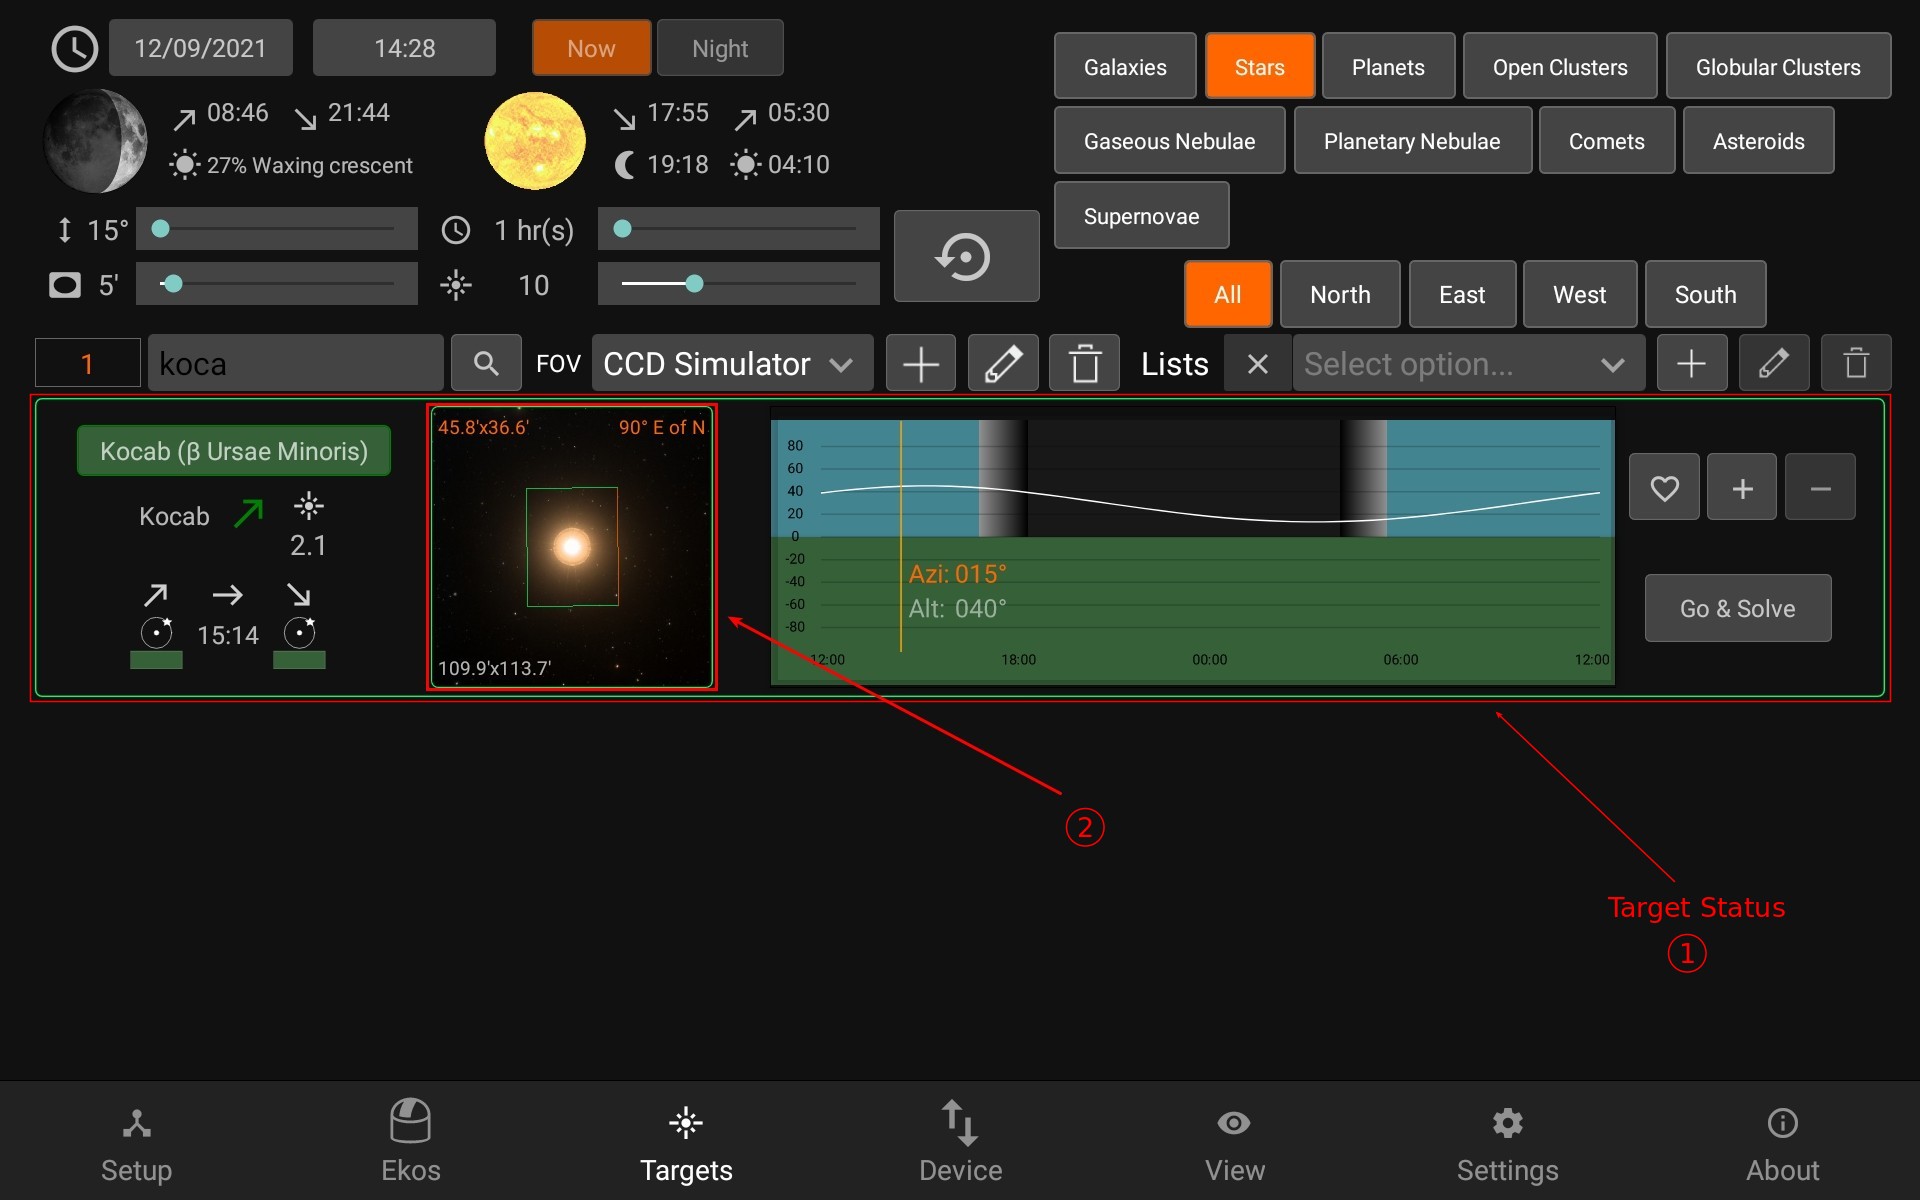 12/09/2021 14:28 Now Night
08:46 21:44
27% Waxing crescent
17:55 05:30
19:18 04:10
15° 1 hr(s)
5' 10
Galaxies Stars Planets Open Clusters Globular Clusters
Gaseous Nebulae Planetary Nebulae Comets Asteroids
Supernovae
All North East West South
1 koca FOV CCD Simulator Lists Select option...
Kocab (β Ursae Minoris)
Kocab
2.1
15:14
45.8'x36.6' 90° E of N
109.9'x113.7'
80
60
40
20
0
-20
-40
-60
-80
Azi: 015°
Alt: 040°
12:00 18:00 00:00 06:00 12:00
Go & Solve
②
Target Status
①
Setup Ekos Targets Device View Settings About